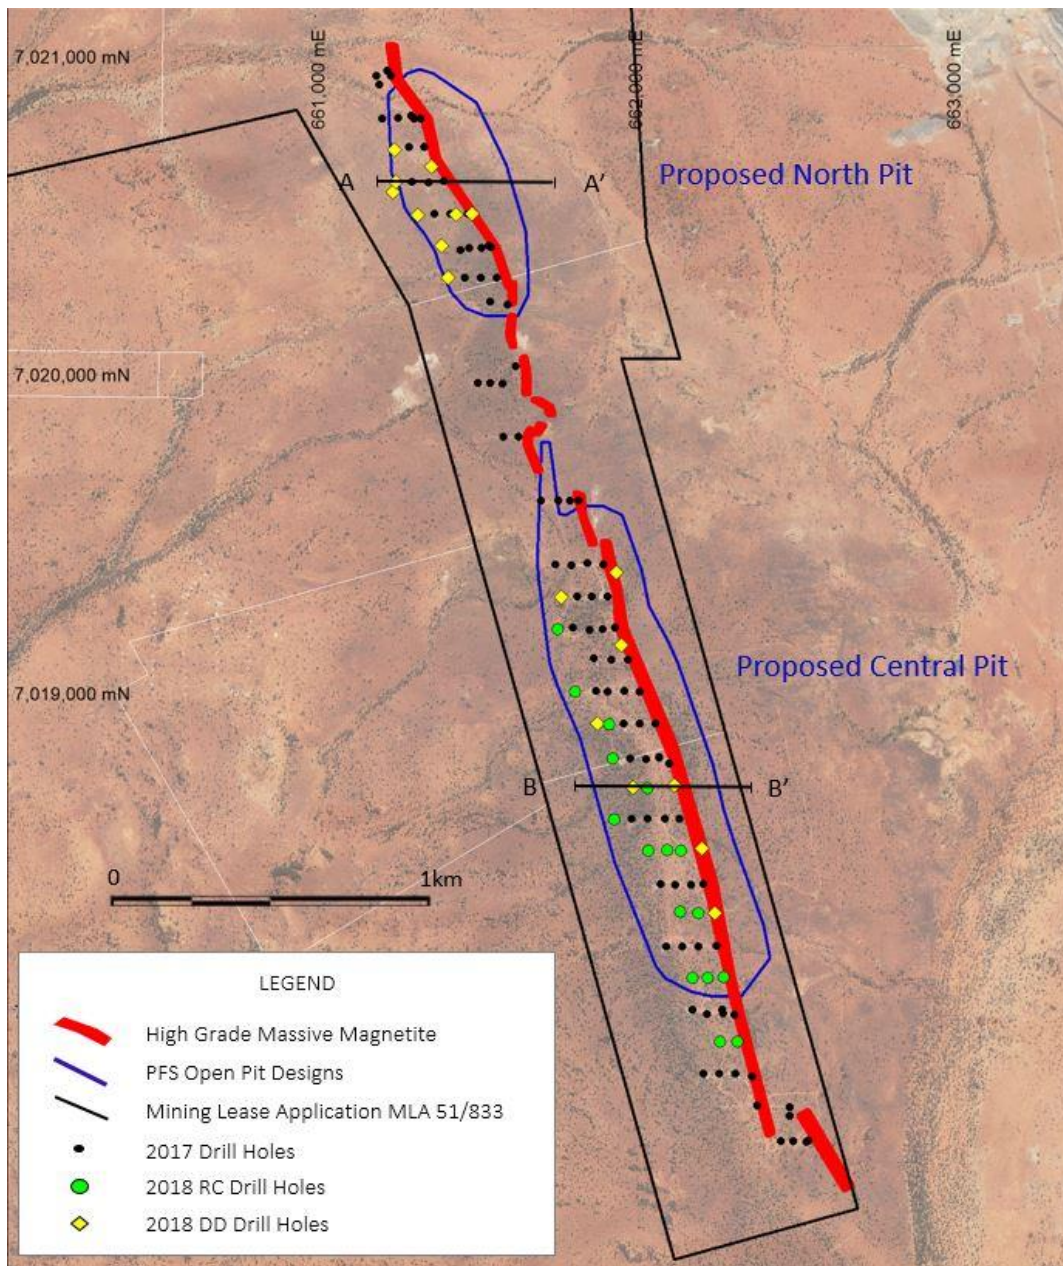 7,021,000 mN
661,000 mE
662,000 mE
663,000 mE
Proposed North Pit
A
A’
7,020,000 mN
Proposed Central Pit
7,019,000 mN
B
B’
0
1km
LEGEND
High Grade Massive Magnetite
PFS Open Pit Designs
Mining Lease Application MLA 51/833
2017 Drill Holes
2018 RC Drill Holes
2018 DD Drill Holes